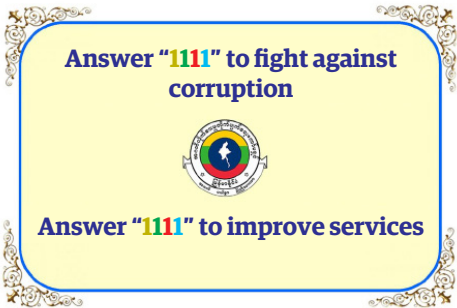 Answer “1111” to fight against
corruption
Answer “1111” to improve services